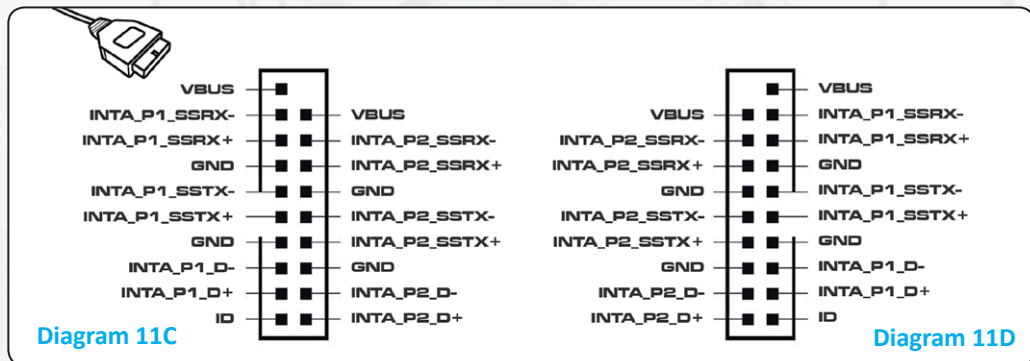 VBUS
INTA_P1_SSRX- VBUS
INTA_P1_SSRX+ INTA_P2_SSRX-
GND INTA_P2_SSRX+
INTA_P1_SSTX- GND
INTA_P1_SSTX+ INTA_P2_SSTX-
GND INTA_P2_SSTX+
INTA_P1_D- GND
INTA_P1_D+ INTA_P2_D-
ID INTA_P2_D+
Diagram 11C
VBUS
VBUS INTA_P1_SSRX-
INTA_P2_SSRX- INTA_P1_SSRX+
INTA_P2_SSRX+ GND
GND INTA_P1_SSTX-
INTA_P2_SSTX- INTA_P1_SSTX+
INTA_P2_SSTX+ GND
GND INTA_P1_D-
INTA_P2_D- INTA_P1_D+
INTA_P2_D+ ID
Diagram 11D